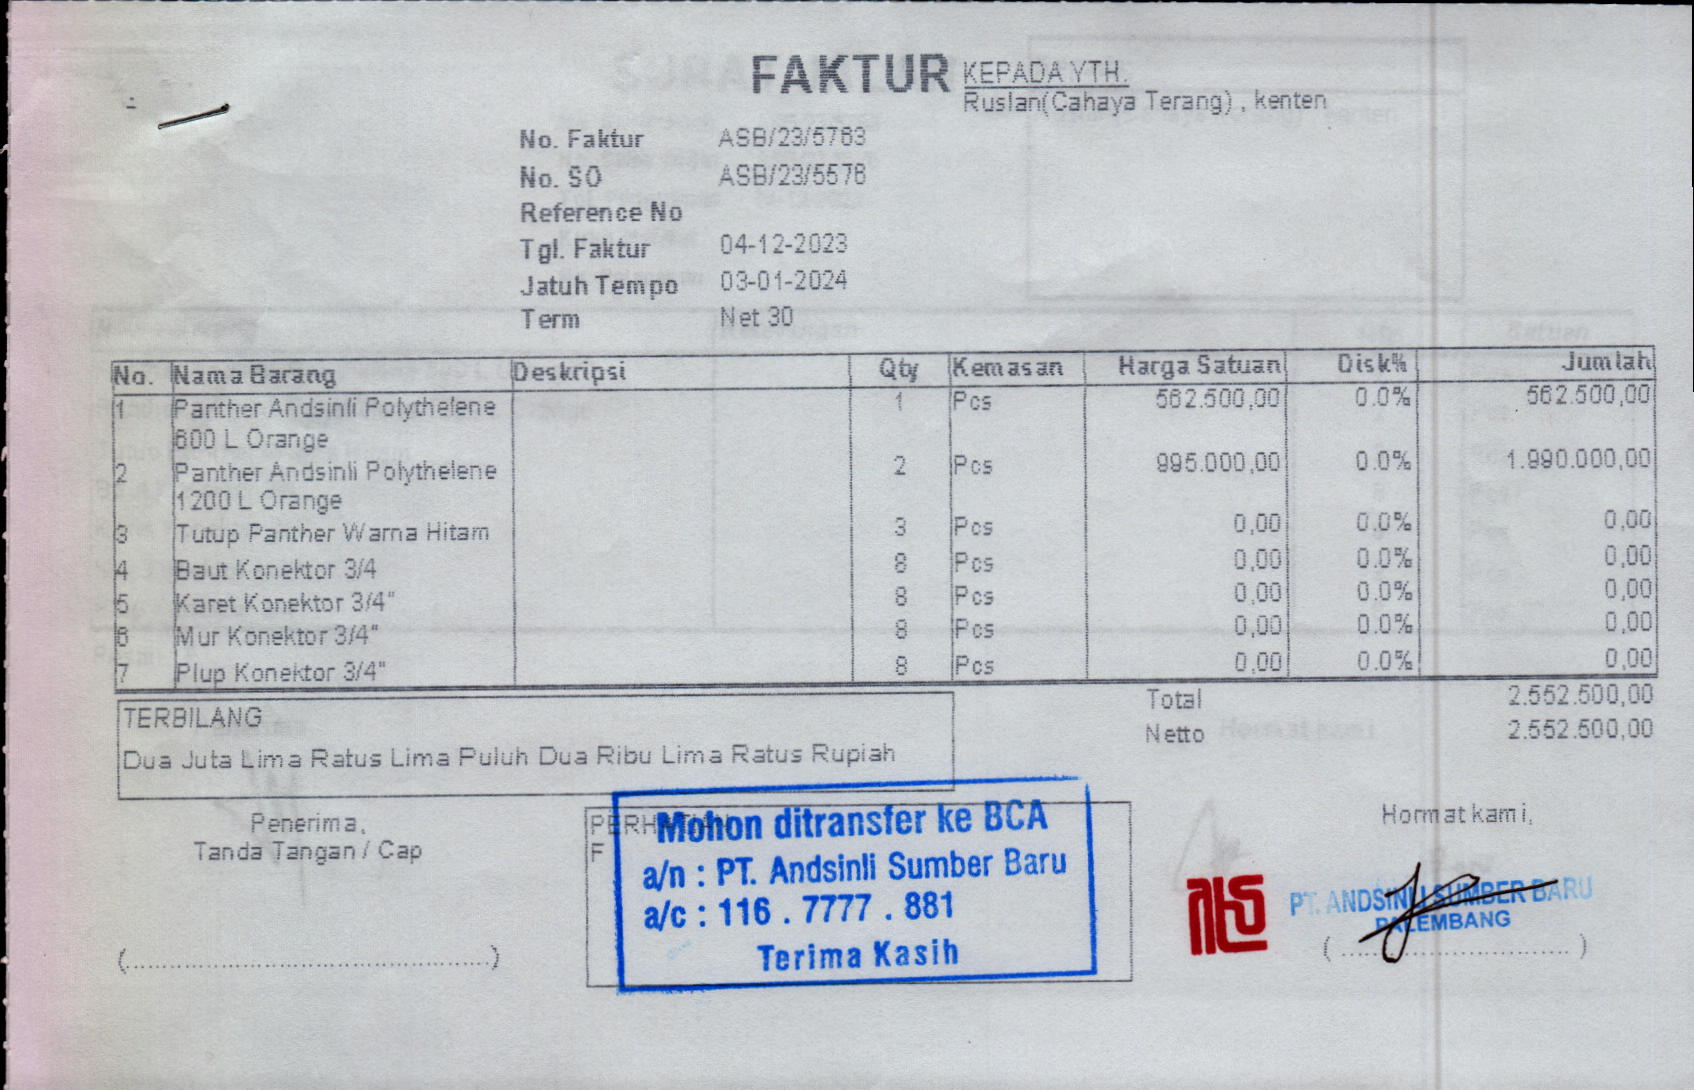 FAKTUR
KEPADA YTH.
Ruslan(Cahaya Terang) , kenten
No. Faktur ASB/23/5763
No. SO ASB/23/5576
Reference No
Tgl. Faktur 04-12-2023
Jatuh Tempo 03-01-2024
Term Net 30
No. Nama Barang Deskripsi Qty Kemasan Harga Satuan Disk% Jumlah
1 Panther Andsinli Polythelene 1 Pcs 562.500,00 0.0% 562.500,00
600 L Orange
2 Panther Andsinli Polythelene 2 Pcs 995.000,00 0.0% 1.990.000,00
1200 L Orange
3 Tutup Panther Warna Hitam 3 Pcs 0,00 0.0% 0,00
4 Baut Konektor 3/4 8 Pcs 0,00 0.0% 0,00
5 Karet Konektor 3/4" 8 Pcs 0,00 0.0% 0,00
6 Mur Konektor 3/4" 8 Pcs 0,00 0.0% 0,00
7 Plup Konektor 3/4" 8 Pcs 0,00 0.0% 0,00
Total 2.552.500,00
Netto 2.552.500,00
TERBILANG
Dua Juta Lima Ratus Lima Puluh Dua Ribu Lima Ratus Rupiah
Penerima,
Tanda Tangan / Cap
(................................................)
PERHATIAN
F
Mohon ditransfer ke BCA
a/n : PT. Andsinli Sumber Baru
a/c : 116 . 7777 . 881
Terima Kasih
Hormat kami,
PT. ANDSINLI SUMBER BARU
PALEMBANG
(................................)